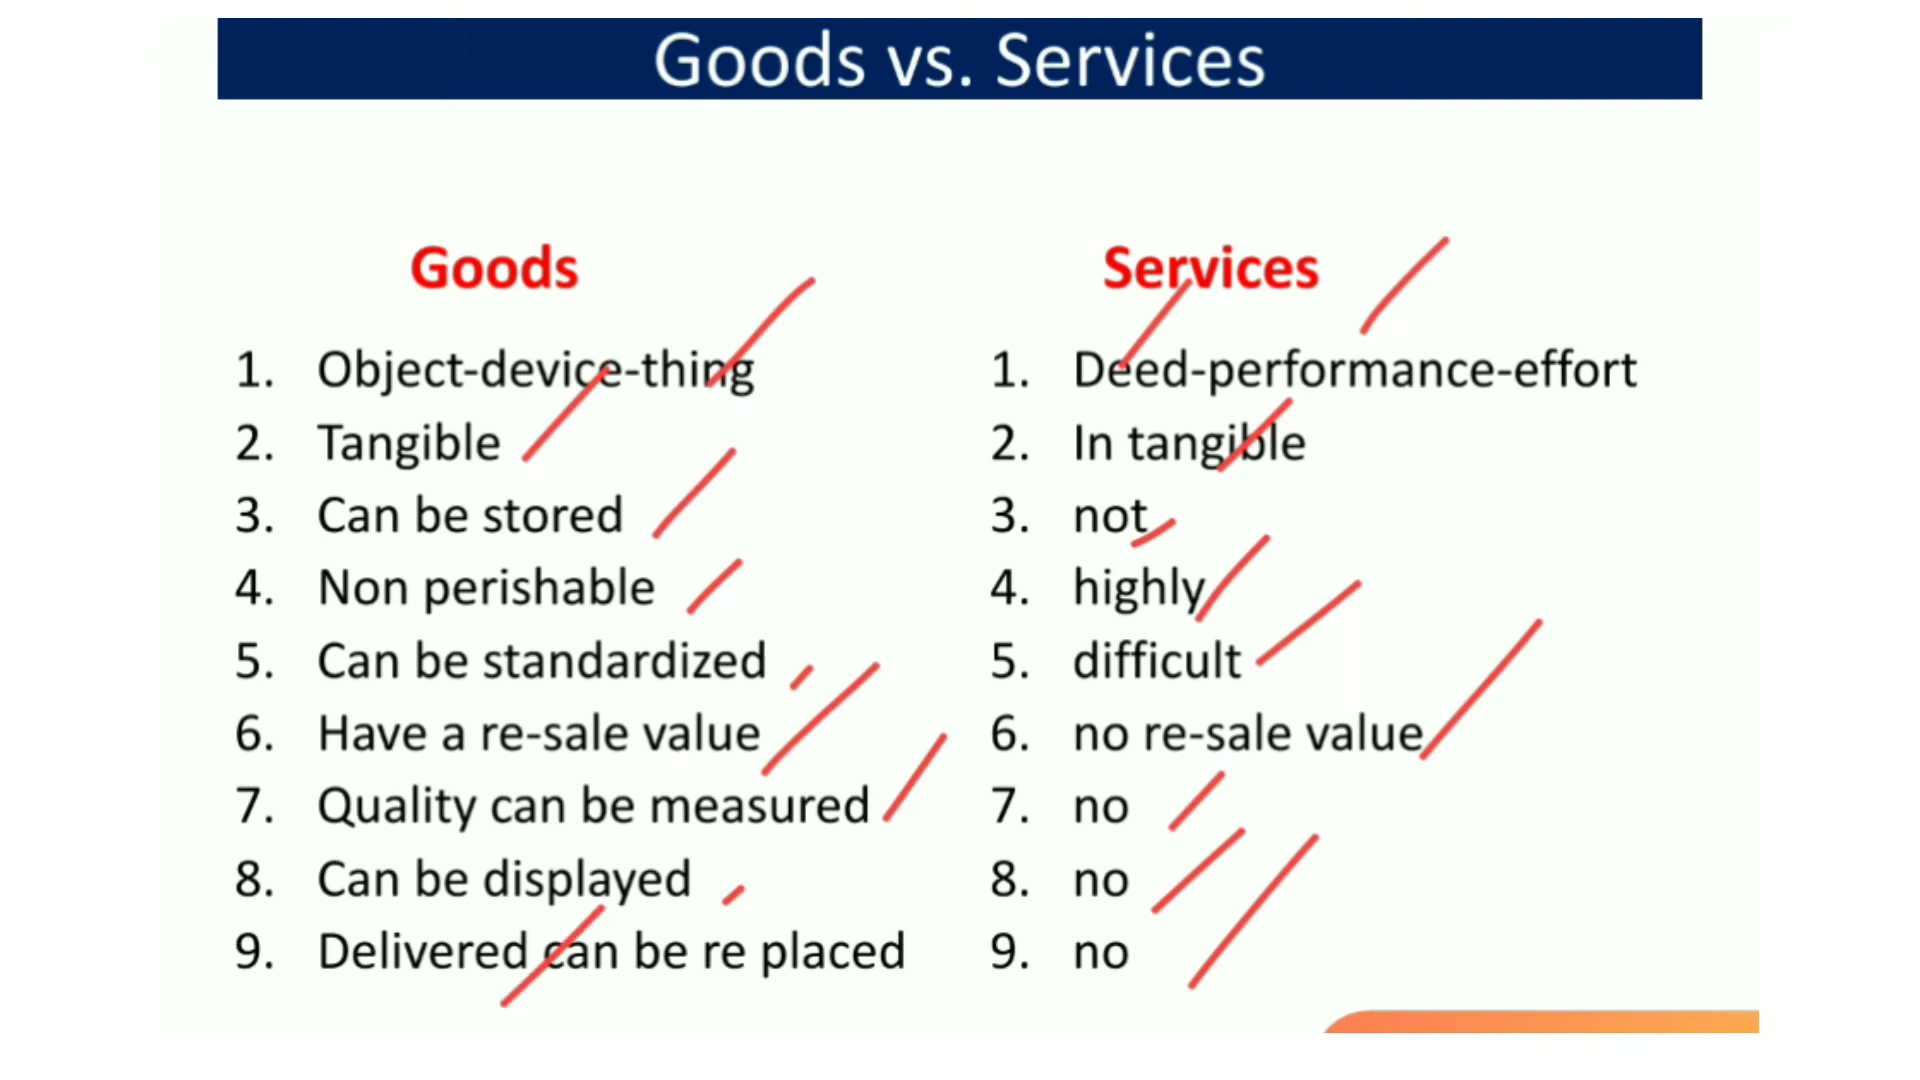 Goods vs. Services
Goods
1. Object-device-thing
2. Tangible
3. Can be stored
4. Non perishable
5. Can be standardized
6. Have a re-sale value
7. Quality can be measured
8. Can be displayed
9. Delivered can be re placed
Services
1. Deed-performance-effort
2. In tangible
3. not
4. highly
5. difficult
6. no re-sale value
7. no
8. no
9. no